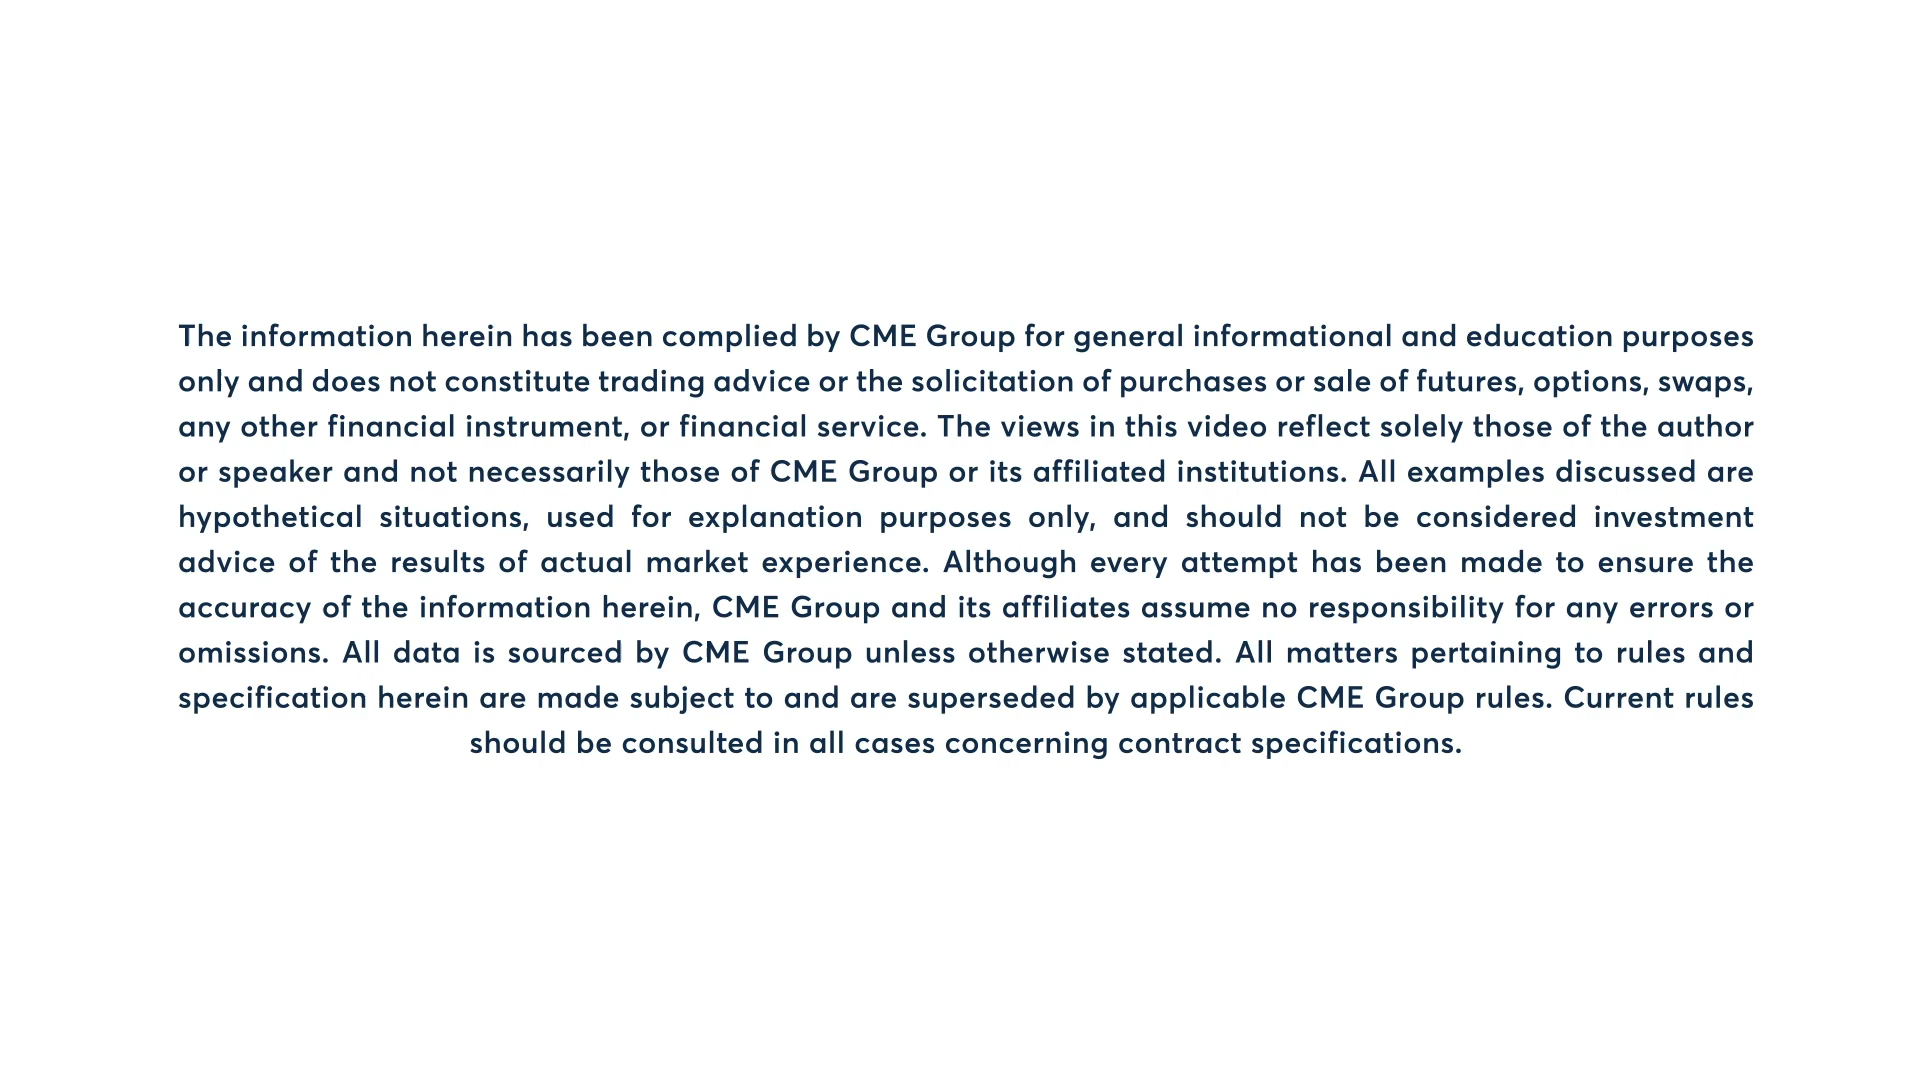 The information herein has been complied by CME Group for general informational and education purposes
only and does not constitute trading advice or the solicitation of purchases or sale of futures, options, swaps,
any other financial instrument, or financial service. The views in this video reflect solely those of the author
or speaker and not necessarily those of CME Group or its affiliated institutions. All examples discussed are
hypothetical situations, used for explanation purposes only, and should not be considered investment
advice of the results of actual market experience. Although every attempt has been made to ensure the
accuracy of the information herein, CME Group and its affiliates assume no responsibility for any errors or
omissions. All data is sourced by CME Group unless otherwise stated. All matters pertaining to rules and
specification herein are made subject to and are superseded by applicable CME Group rules. Current rules
should be consulted in all cases concerning contract specifications.